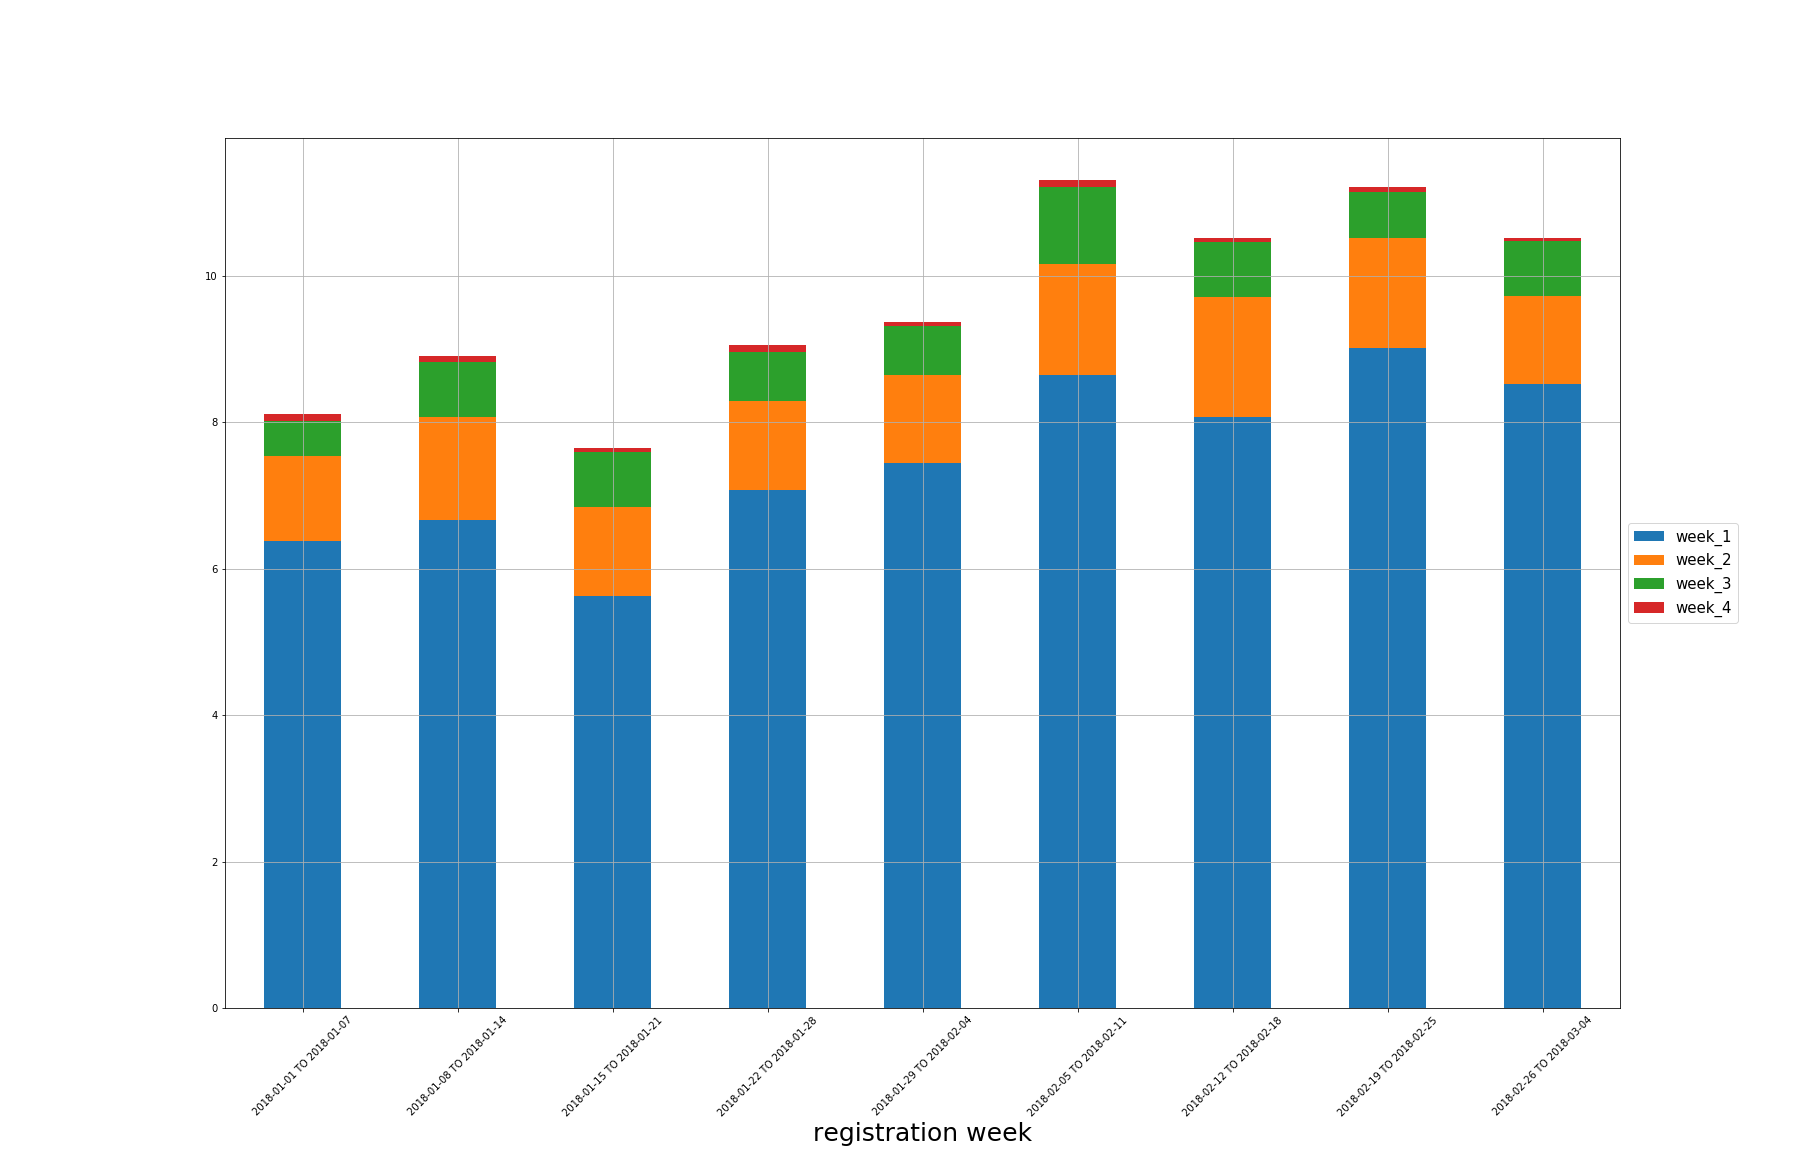 10
8
6
4
2
0
2018-01-01 TO 2018-01-07
2018-01-08 TO 2018-01-14
2018-01-15 TO 2018-01-21
2018-01-22 TO 2018-01-28
2018-01-29 TO 2018-02-04
2018-02-05 TO 2018-02-11
2018-02-12 TO 2018-02-18
2018-02-19 TO 2018-02-25
2018-02-26 TO 2018-03-04
registration week
week_1
week_2
week_3
week_4